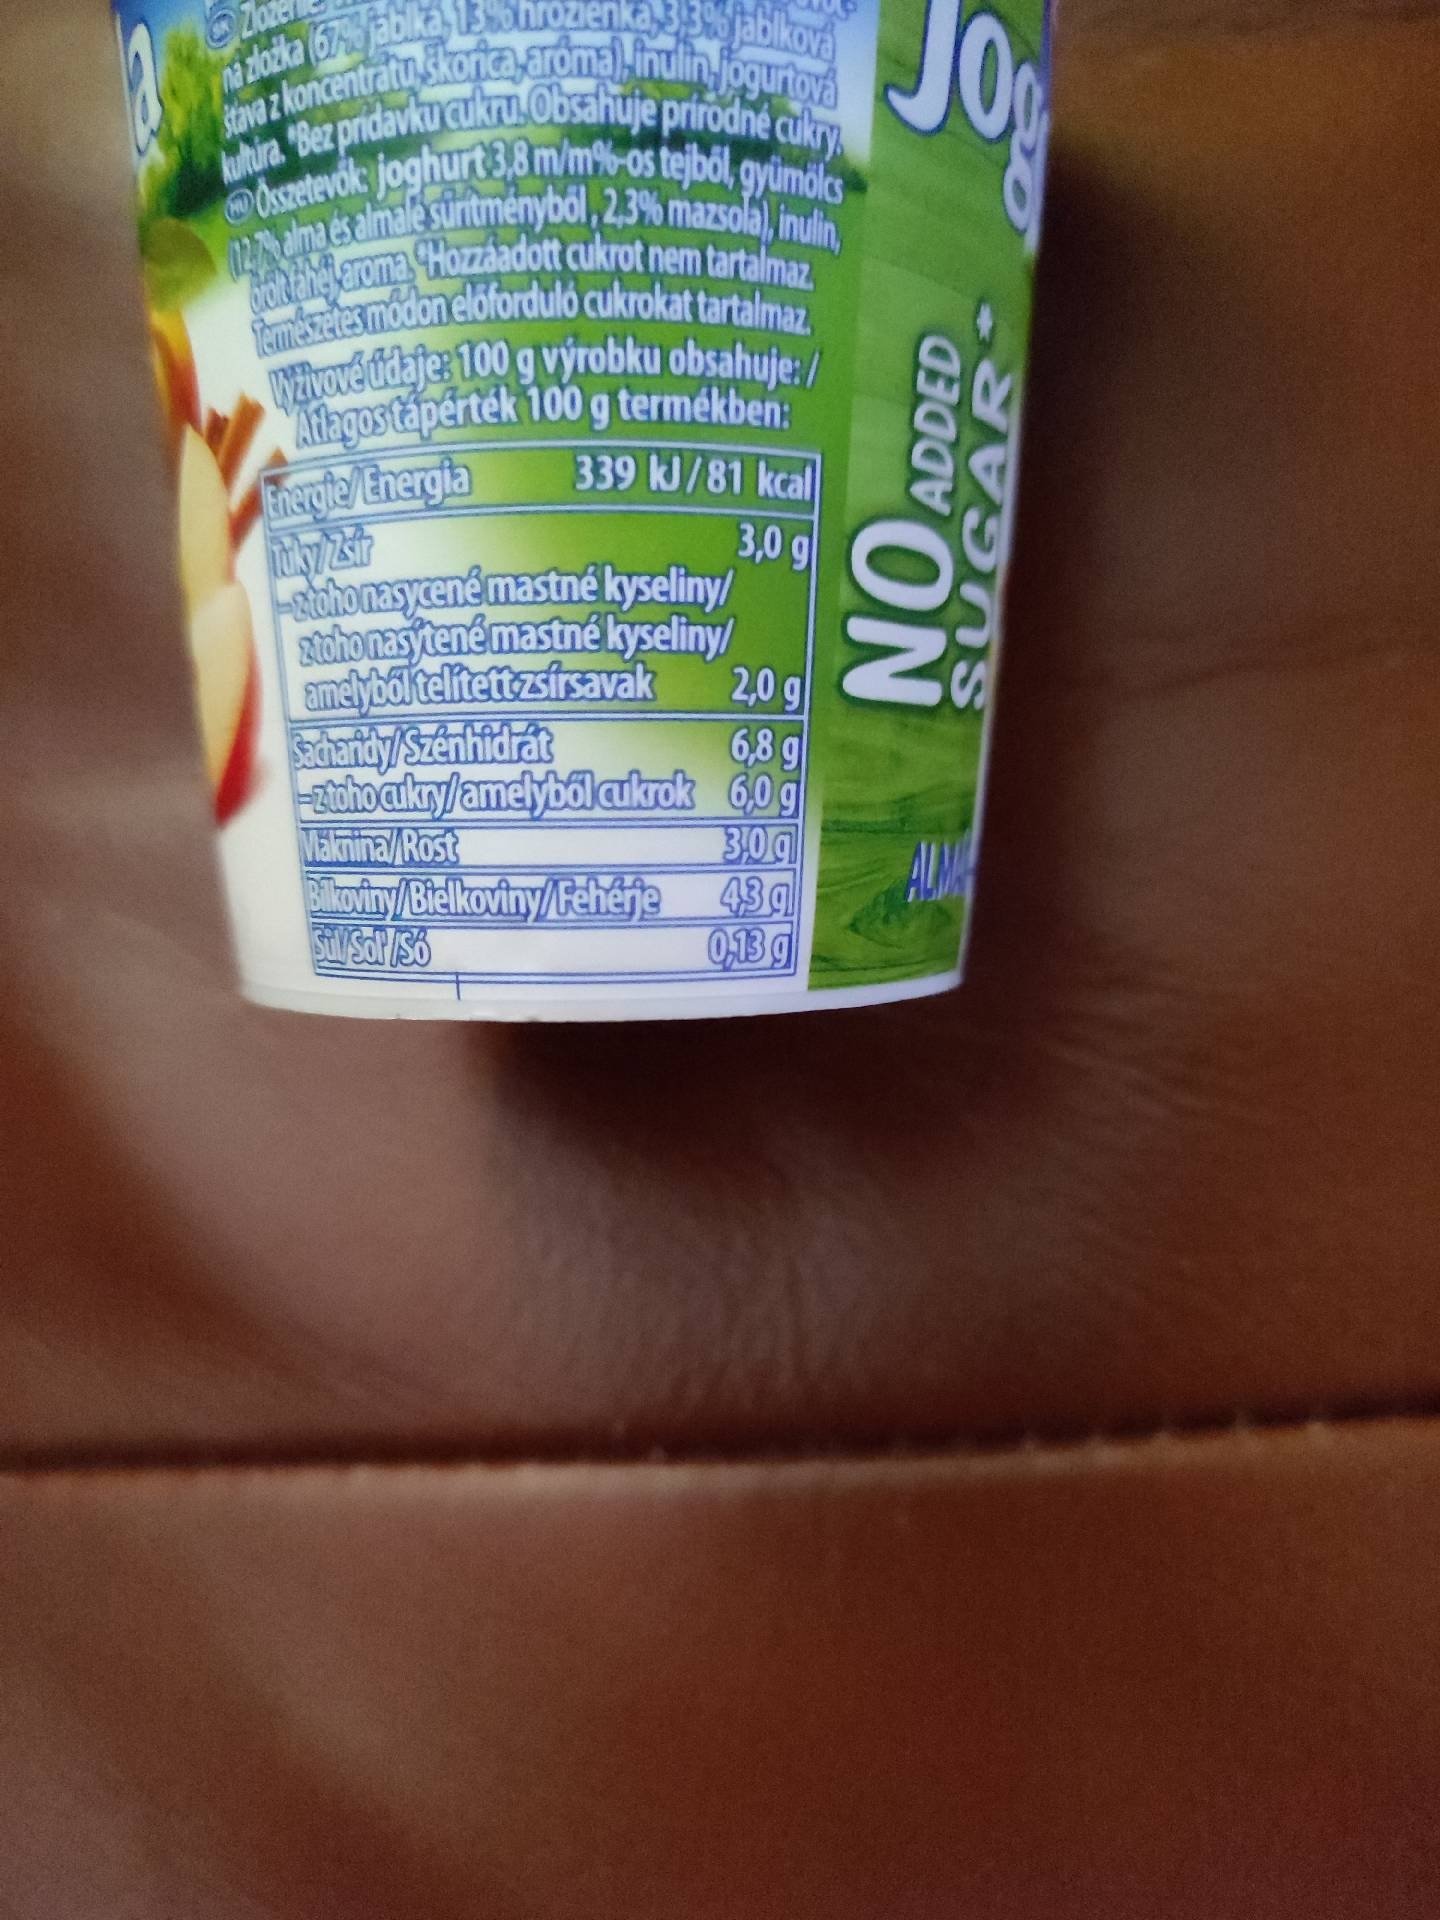 a
Zloženie
ná zložka (67% jablká, 13% hrozienka, 3,3% jablková
šťava z koncentrátu, škorica, aróma), inulín, jogurtová
kultúra. *Bez prídavku cukru. Obsahuje prírodné cukry.
HU Összetevők: joghurt 3,8 m/m%-os tejből, gyümölcs
(12,7% alma és almalé sűrítményből, 2,3% mazsola), inulin,
őrölt fahéj, aroma. *Hozzáadott cukrot nem tartalmaz.
Természetes módon előforduló cukrokat tartalmaz.
Výživové údaje: 100 g výrobku obsahuje: /
Átlagos tápérték 100 g termékben:
Energie/Energia 339 kJ/81 kcal
Tuky/Zsír 3,0 g
– z toho nasycené mastné kyseliny/
z toho nasýtené mastné kyseliny/
amelyből telített zsírsavak 2,0 g
Sacharidy/Szénhidrát 6,8 g
– z toho cukry/amelyből cukrok 6,0 g
Vláknina/Rost 3,0 g
Bílkoviny/Bielkoviny/Fehérje 4,3 g
Sůl/Soľ/Só 0,13 g
Jog
NO ADDED
SUGAR*